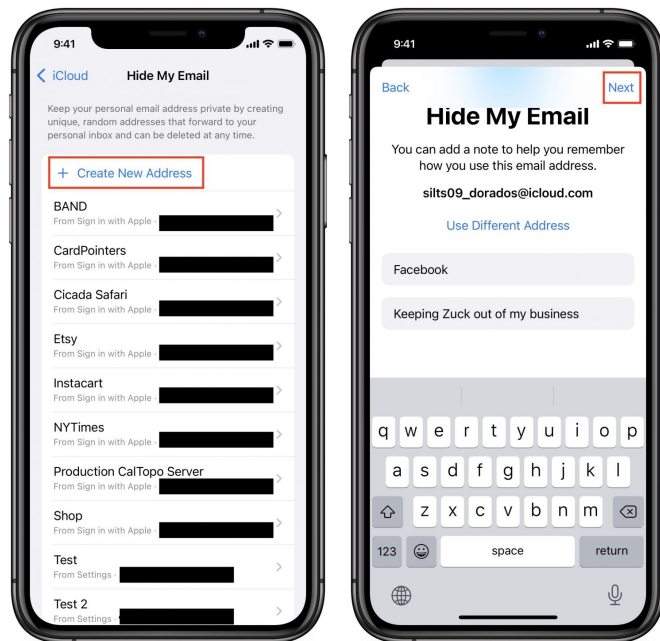 9:41
iCloud
Hide My Email
Keep your personal email address private by creating
unique, random addresses that forward to your
personal inbox and can be deleted at any time.
+ Create New Address
BAND
From Sign in with Apple -
CardPointers
From Sign in with Apple -
Cicada Safari
From Sign in with Apple -
Etsy
From Sign in with Apple -
Instacart
From Sign in with Apple -
NYTimes
From Sign in with Apple -
Production CalTopo Server
From Sign in with Apple -
Shop
From Sign in with Apple -
Test
From Settings -
Test 2
From Settings -
9:41
Back
Next
Hide My Email
You can add a note to help you remember
how you use this email address.
silts09_dorados@icloud.com
Use Different Address
Facebook
Keeping Zuck out of my business
q w e r t y u i o p
a s d f g h j k l
z x c v b n m
123 space return